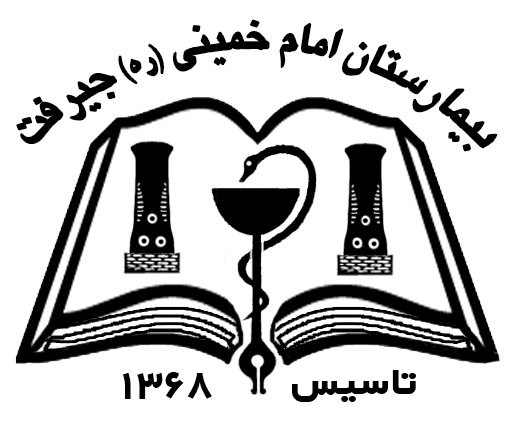 بیمارستان امام خمینی (ره) جیرفت
تاسیس ۱۳۶۸